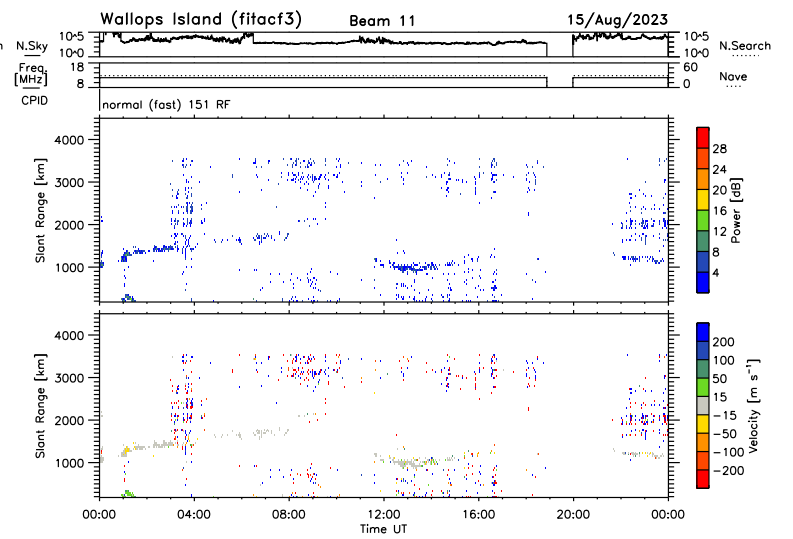 Wallops Island (fitacf3) Beam 11 15/Aug/2023
n N.Sky 10^5 10^0 10^5 10^0 N.Search
Freq. [MHz] 18 8 60 0 Nave
CPID normal (fast) 151 RF
4000
3000
2000
1000
Slant Range [km]
28
24
20
16
12
8
4
Power [dB]
4000
3000
2000
1000
Slant Range [km]
200
100
50
15
−15
−50
−100
−200
Velocity [m s⁻¹]
00:00 04:00 08:00 12:00 16:00 20:00 00:00
Time UT